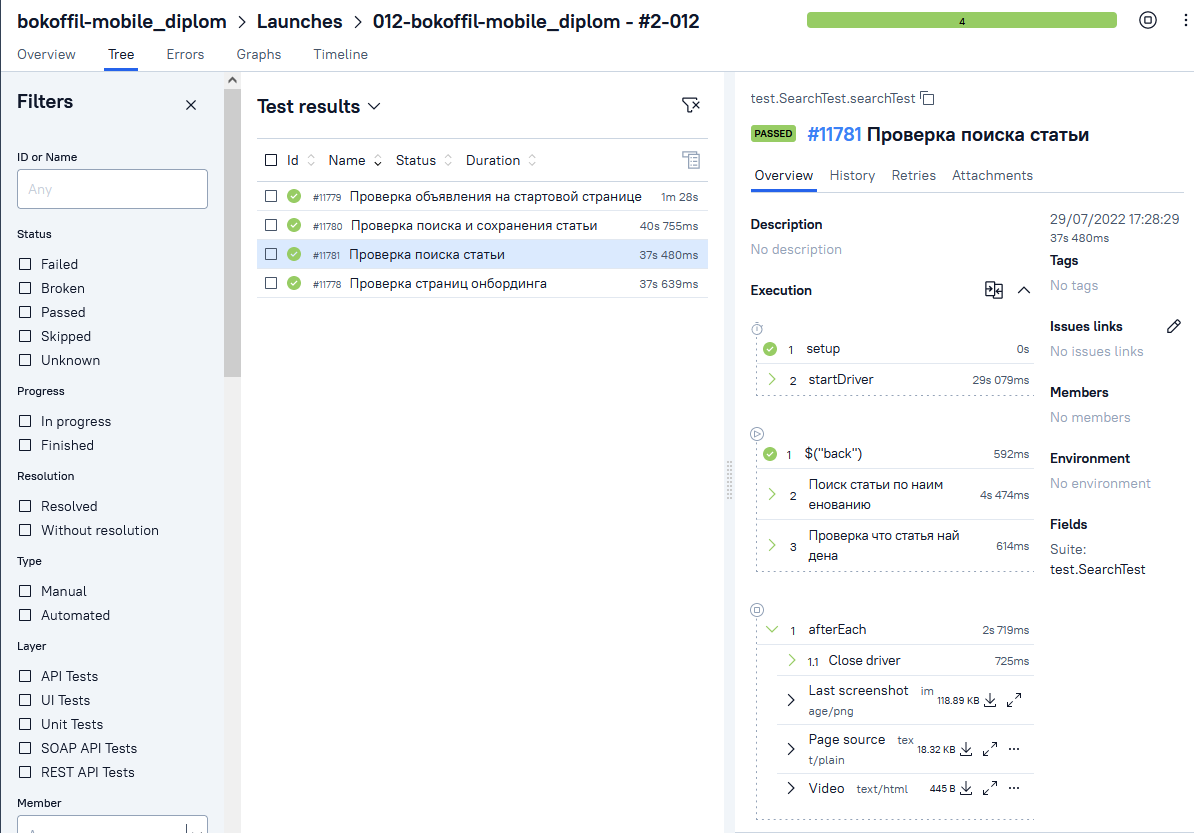 bokoffil-mobile_diplom > Launches > 012-bokoffil-mobile_diplom - #2-012
4
Overview Tree Errors Graphs Timeline
Filters
ID or Name
Any
Status
Failed
Broken
Passed
Skipped
Unknown
Progress
In progress
Finished
Resolution
Resolved
Without resolution
Type
Manual
Automated
Layer
API Tests
UI Tests
Unit Tests
SOAP API Tests
REST API Tests
Member
Test results
Id Name Status Duration
#11779 Проверка объявления на стартовой странице 1m 28s
#11780 Проверка поиска и сохранения статьи 40s 755ms
#11781 Проверка поиска статьи 37s 480ms
#11778 Проверка страниц онбординга 37s 639ms
test.SearchTest.searchTest
PASSED #11781 Проверка поиска статьи
Overview History Retries Attachments
Description
No description
Execution
1 setup 0s
2 startDriver 29s 079ms
1 $("back") 592ms
2 Поиск статьи по наим
енованию
4s 474ms
3 Проверка что статья най
дена
614ms
1 afterEach 2s 719ms
1.1 Close driver 725ms
Last screenshot im
age/png
118.89 KB
Page source tex
t/plain
18.32 KB
Video text/html 445 B
29/07/2022 17:28:29
37s 480ms
Tags
No tags
Issues links
No issues links
Members
No members
Environment
No environment
Fields
Suite:
test.SearchTest